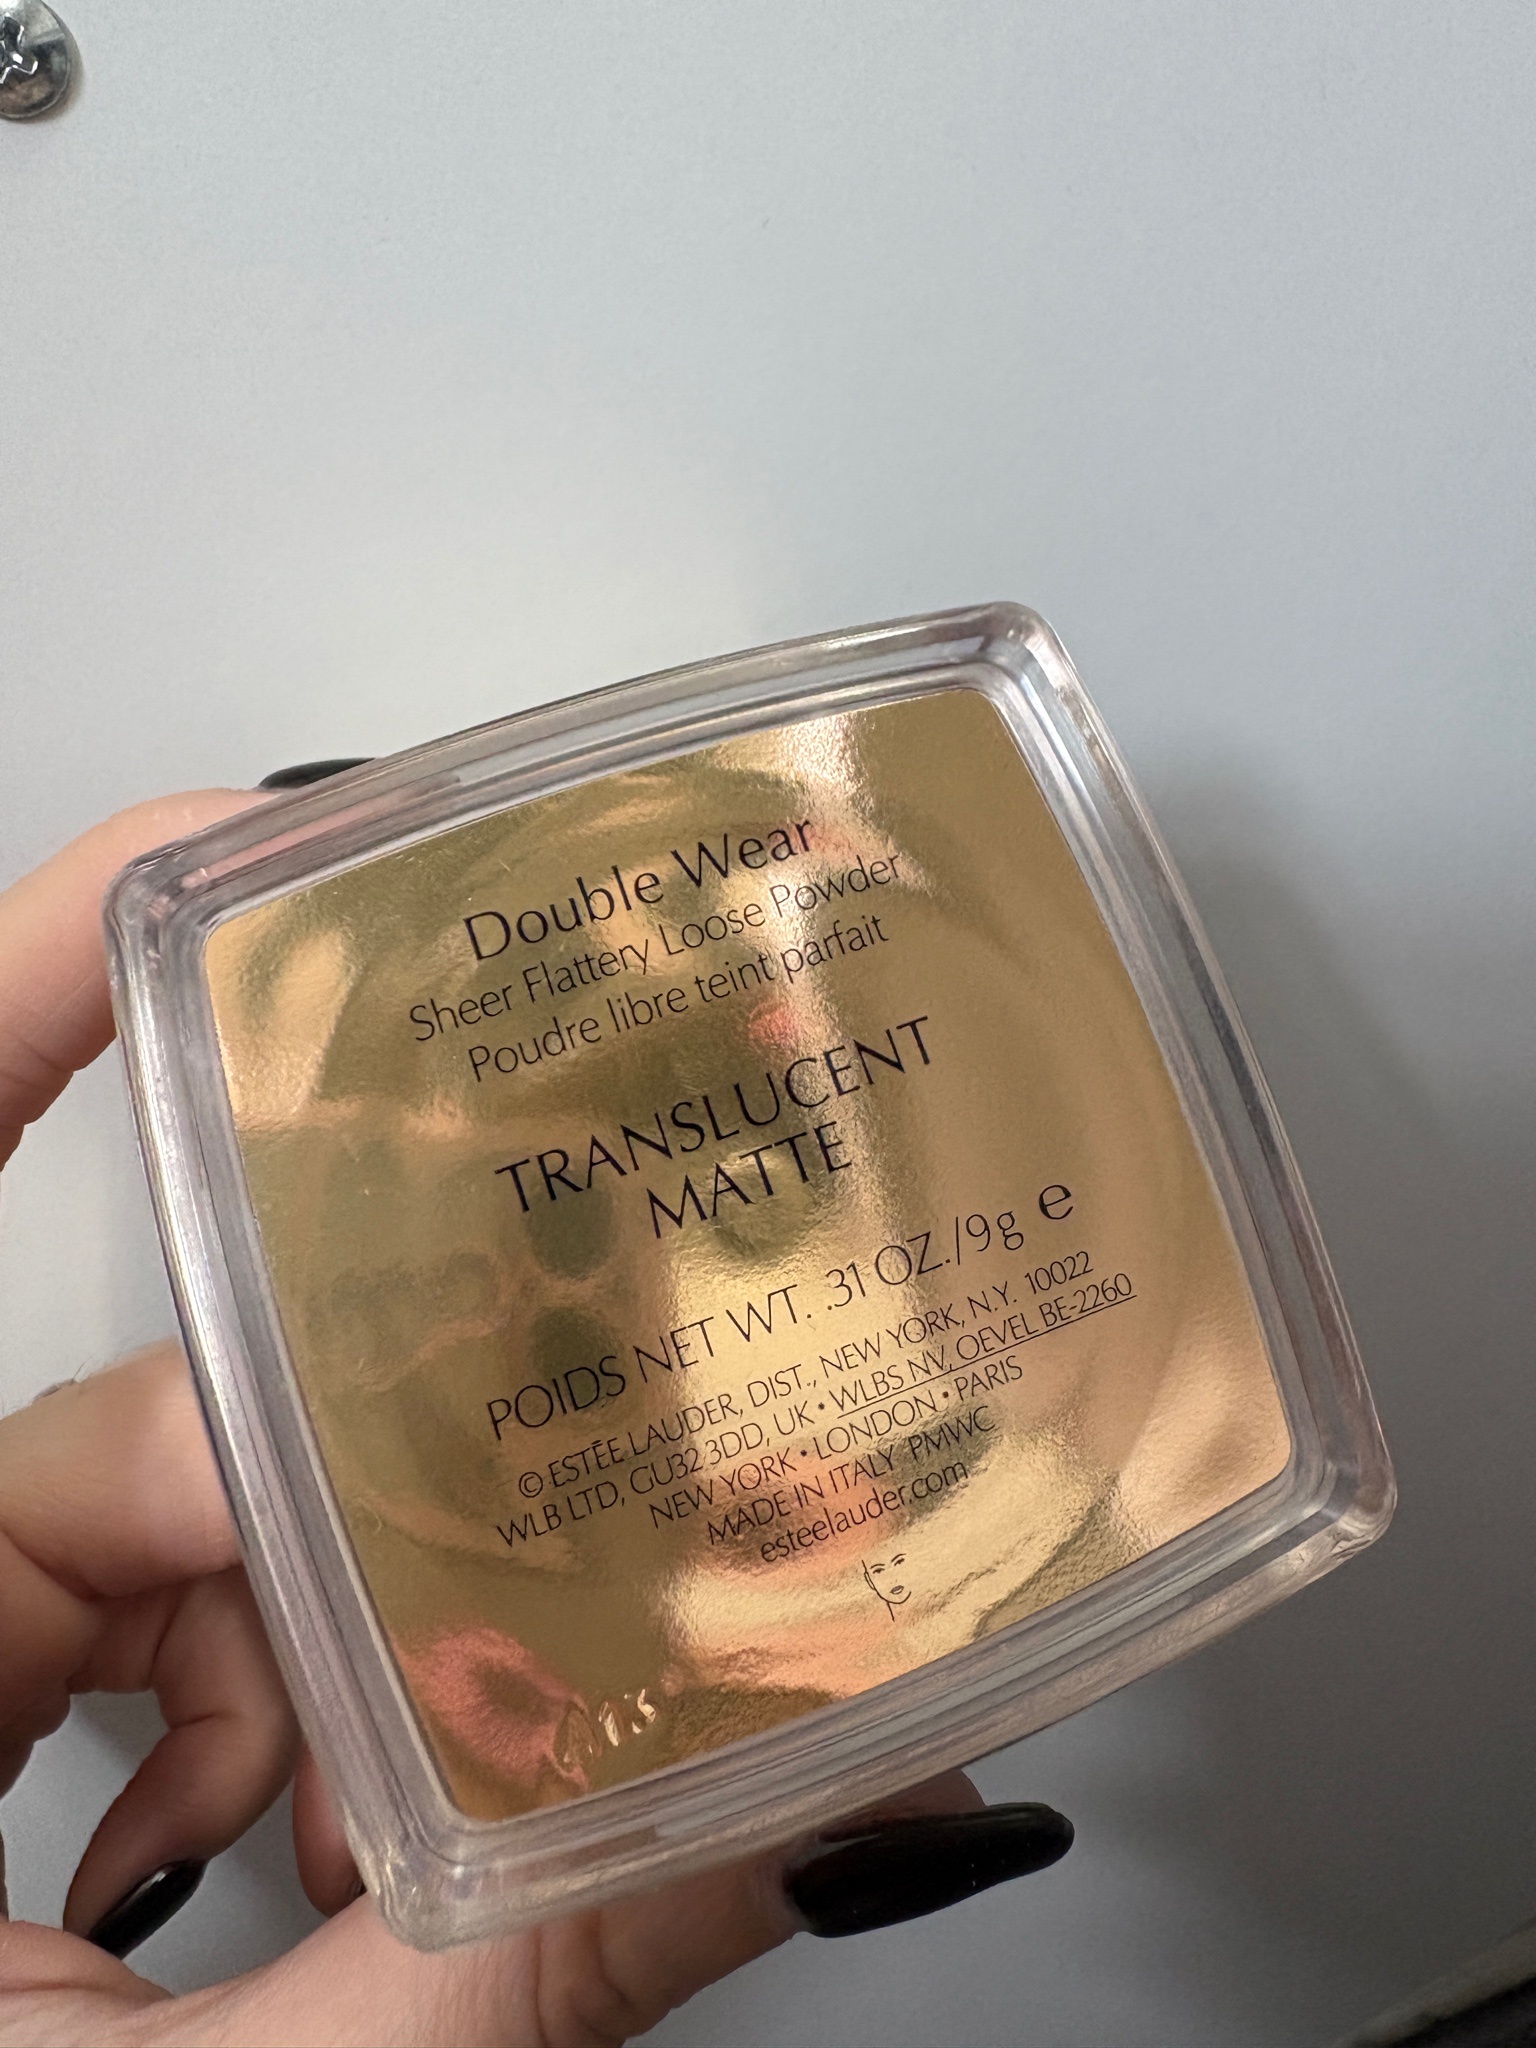 Double Wear
Sheer Flattery Loose Powder
Poudre libre teint parfait
TRANSLUCENT
MATTE
POIDS NET WT. .31 OZ./9g e
© ESTĒE LAUDER, DIST., NEW YORK, N.Y. 10022
WLB LTD, GU32 3DD, UK • WLBS NV, OEVEL BE-2260
NEW YORK • LONDON • PARIS
MADE IN ITALY PMWC
esteelauder.com